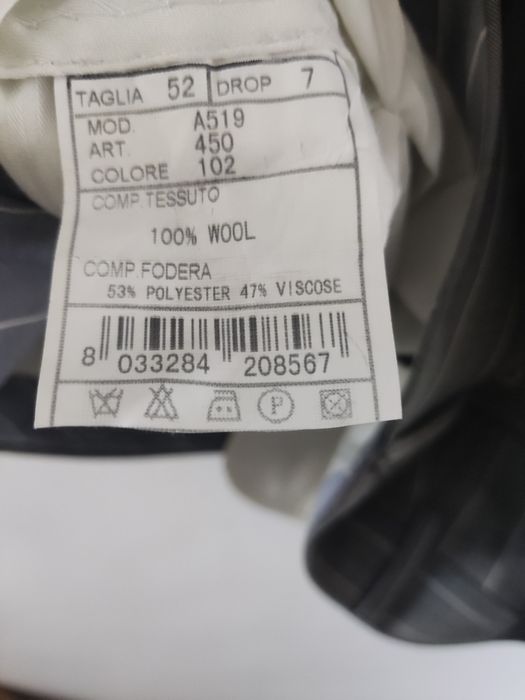 TAGLIA 52 DROP 7
MOD. A519
ART. 450
COLORE 102
COMP.TESSUTO
100% WOOL
COMP.FODERA
53% POLYESTER 47% VISCOSE
8 033284 208567
P